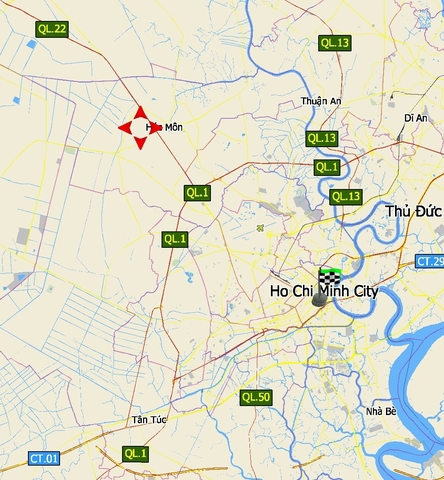 QL.22
QL.13
Thuận An
Dĩ An
Môn
QL.13
QL.1
QL.1
QL.13
Thủ Đức
QL.1
CT.29
Ho Chi Minh City
QL.50
Nhà Bè
Tân Túc
QL.1
CT.01